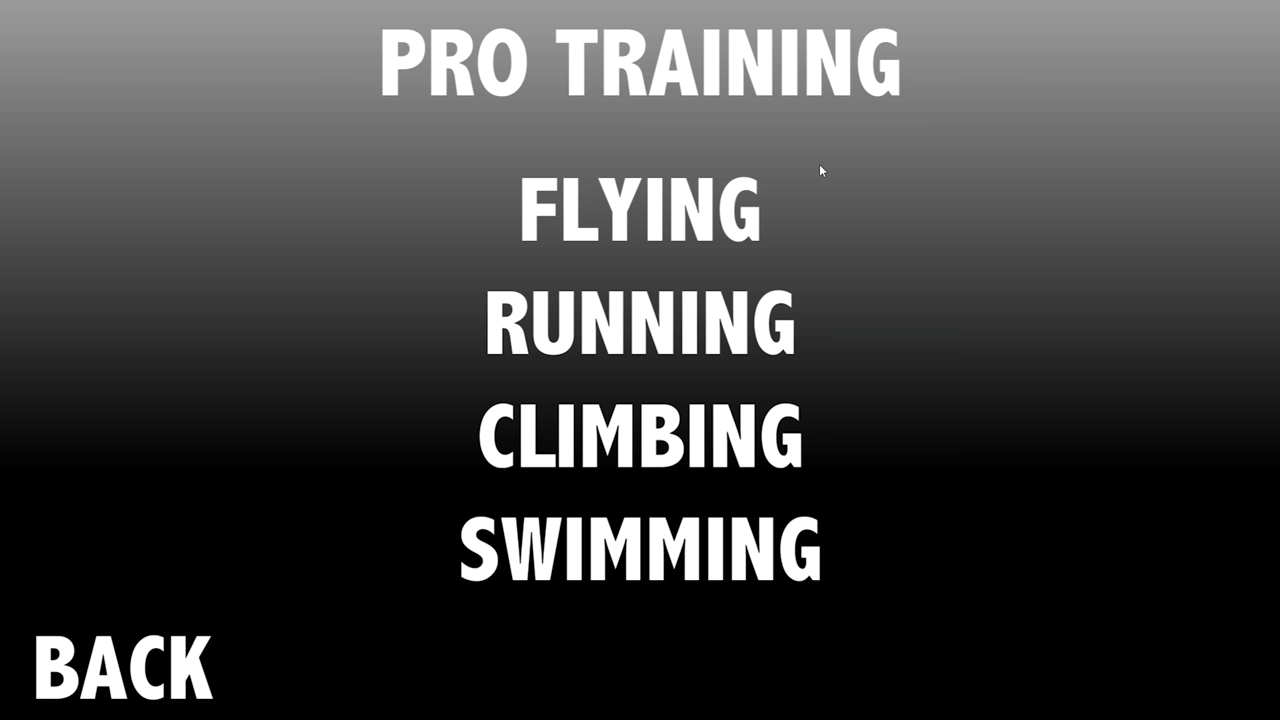 PRO TRAINING
FLYING
RUNNING
CLIMBING
SWIMMING
BACK